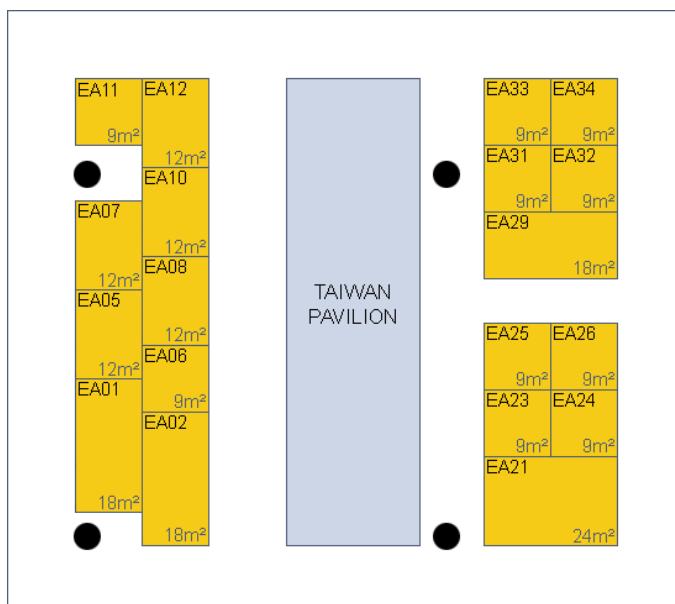 EA11
9m²
EA12
12m²
EA10
12m²
EA07
12m²
EA08
12m²
EA05
12m²
EA06
9m²
EA01
18m²
EA02
18m²
TAIWAN
PAVILION
EA33
9m²
EA34
9m²
EA31
9m²
EA32
9m²
EA29
18m²
EA25
9m²
EA26
9m²
EA23
9m²
EA24
9m²
EA21
24m²